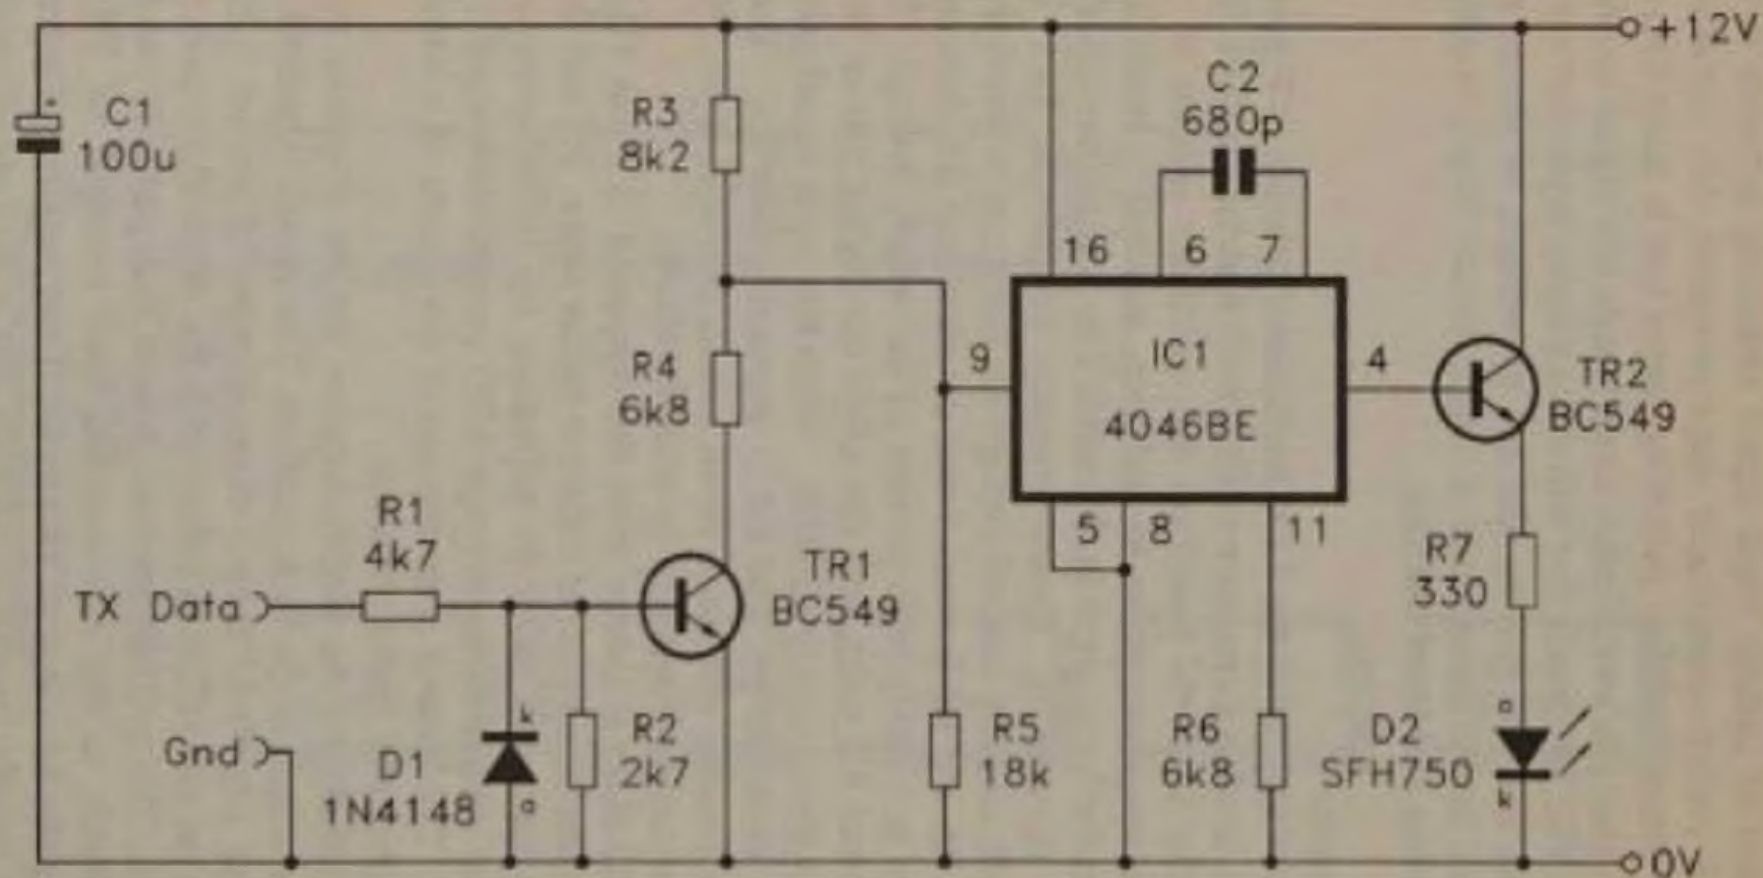 +12V
C1
100u
R3
8k2
C2
680p
16
6
7
R4
6k8
9
IC1
4046BE
4
TR2
BC549
R1
4k7
5
8
11
TX Data
TR1
BC549
R7
330
Gnd
k
D1
1N4148
a
R2
2k7
R5
18k
R6
6k8
D2
SFH750
a
k
0V